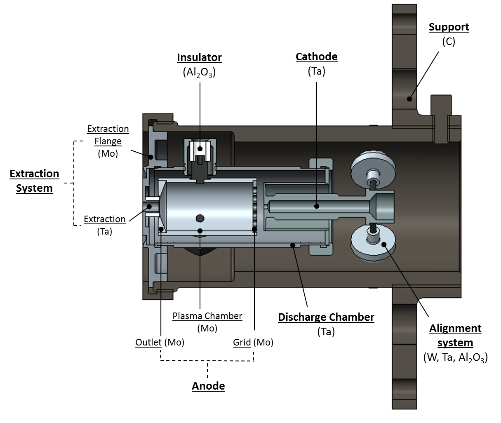 Support
(C)
Insulator
(Al₂O₃)
Cathode
(Ta)
Extraction
Flange
(Mo)
Extraction
System
Extraction
(Ta)
Plasma Chamber
(Mo)
Discharge Chamber
(Ta)
Outlet (Mo)
Grid (Mo)
Alignment
system
(W, Ta, Al₂O₃)
Anode